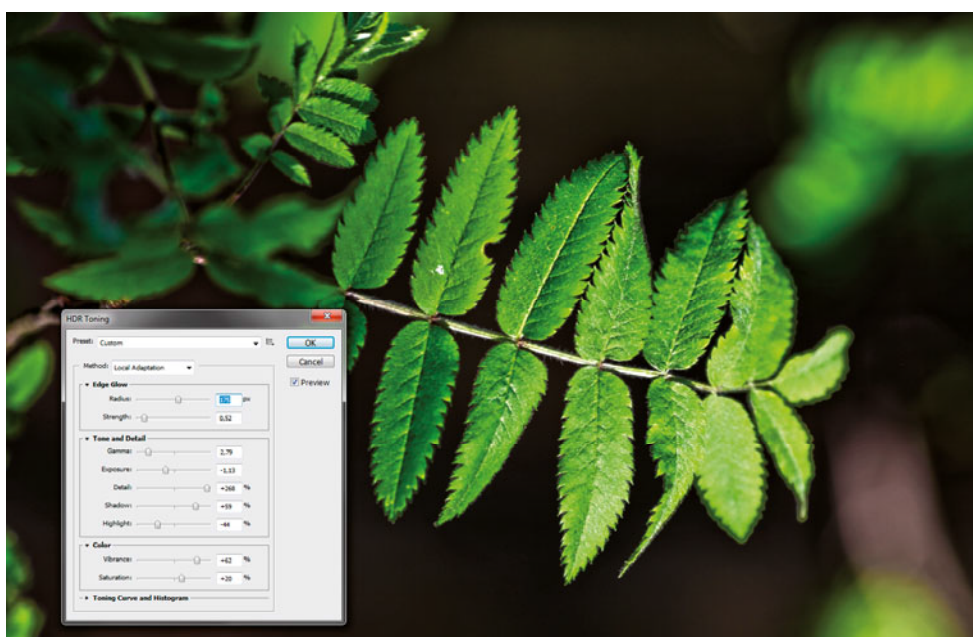 HDR Toning
Preset: Custom
OK
Cancel
Method: Local Adaptation
Preview
Edge Glow
Radius: 175 px
Strength: 0,52
Tone and Detail
Gamma: 2,79
Exposure: -1,13
Detail: +268 %
Shadow: +59 %
Highlight: -44 %
Color
Vibrance: +62 %
Saturation: +20 %
Toning Curve and Histogram